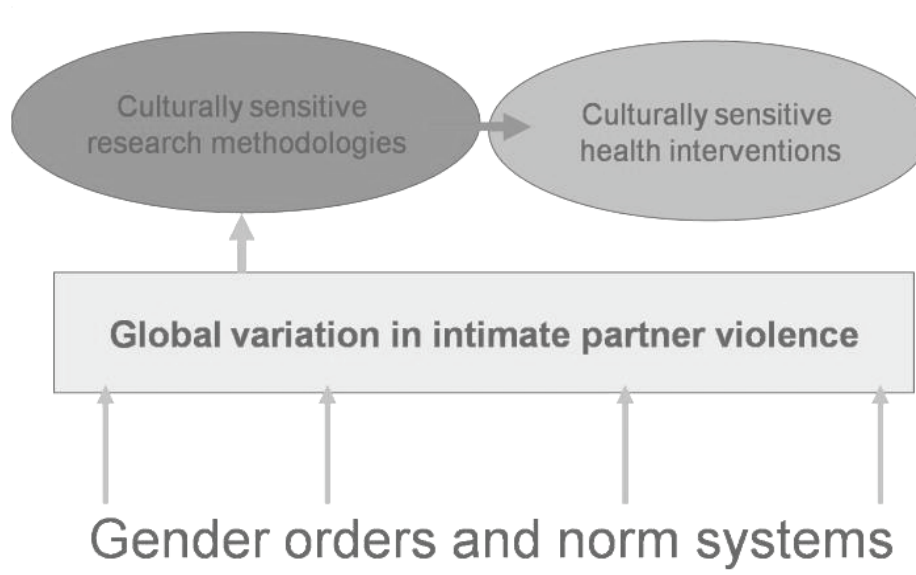 Culturally sensitive
research methodologies
Culturally sensitive
health interventions
Global variation in intimate partner violence
Gender orders and norm systems